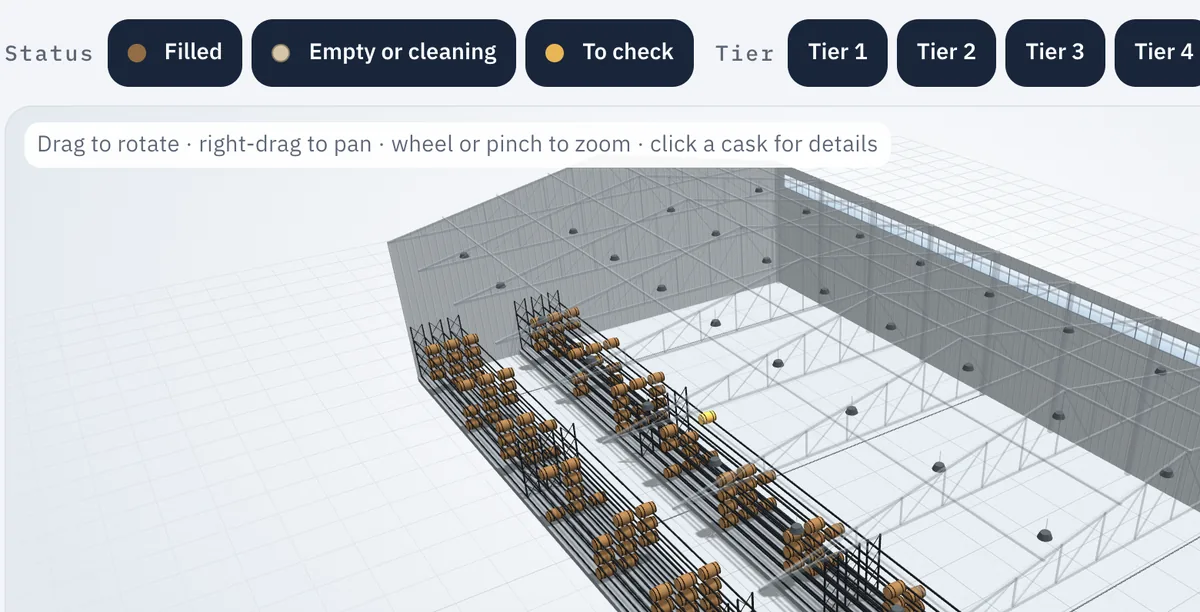 Status Filled Empty or cleaning To check Tier Tier 1 Tier 2 Tier 3 Tier 4
Drag to rotate · right-drag to pan · wheel or pinch to zoom · click a cask for details